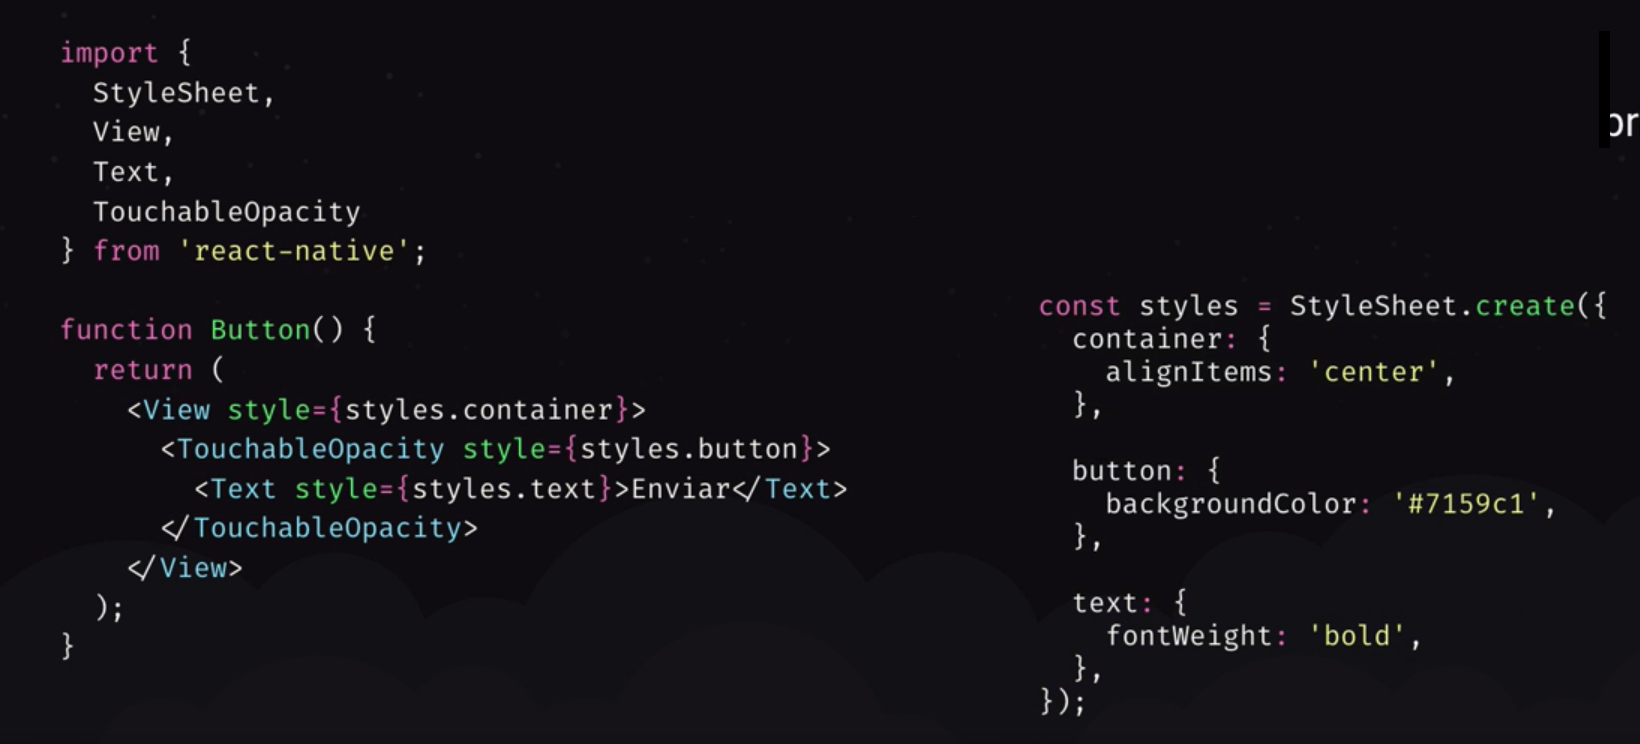 import {
  StyleSheet,
  View,
  Text,
  TouchableOpacity
} from 'react-native';
function Button() {
  return (
    <View style={styles.container}>
      <TouchableOpacity style={styles.button}>
        <Text style={styles.text}>Enviar</Text>
      </TouchableOpacity>
    </View>
  );
}
const styles = StyleSheet.create({
  container: {
    alignItems: 'center',
  },
  button: {
    backgroundColor: '#7159c1',
  },
  text: {
    fontWeight: 'bold',
  },
});